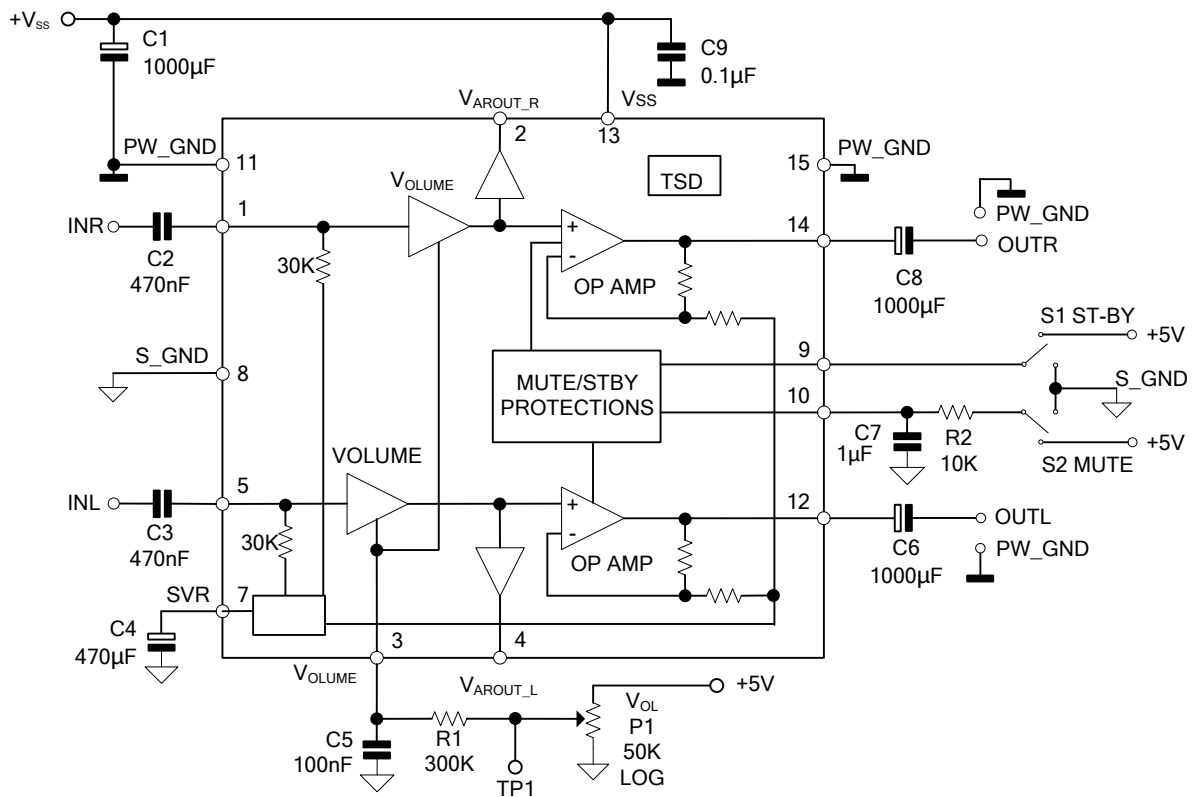 +VSS
C1
1000µF
C9
0.1µF
VAROUT_R
VSS
2
13
PW_GND
11
15
PW_GND
TSD
VOLUME
PW_GND
INR
1
14
OUTR
C2
470nF
30K
+
-
OP AMP
C8
1000µF
S1 ST-BY
+5V
9
S_GND
8
MUTE/STBY
PROTECTIONS
S_GND
10
C7
1µF
R2
10K
+5V
S2 MUTE
VOLUME
INL
5
12
OUTL
C3
470nF
30K
+
-
OP AMP
C6
1000µF
PW_GND
SVR
7
C4
470µF
3
4
VOLUME
VAROUT_L
+5V
VOL
P1
50K
LOG
C5
100nF
R1
300K
TP1